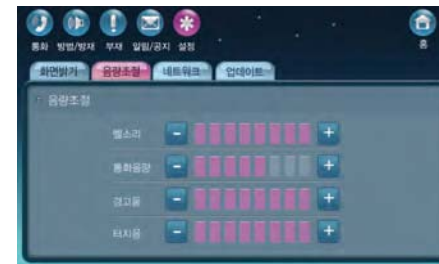 통화 방범/방재 부재 알림/공지 설정 홈
화면밝기 음량조절 네트워크 업데이트
음량조절
벨소리 - +
통화음량 - +
경고음 - +
터치음 - +